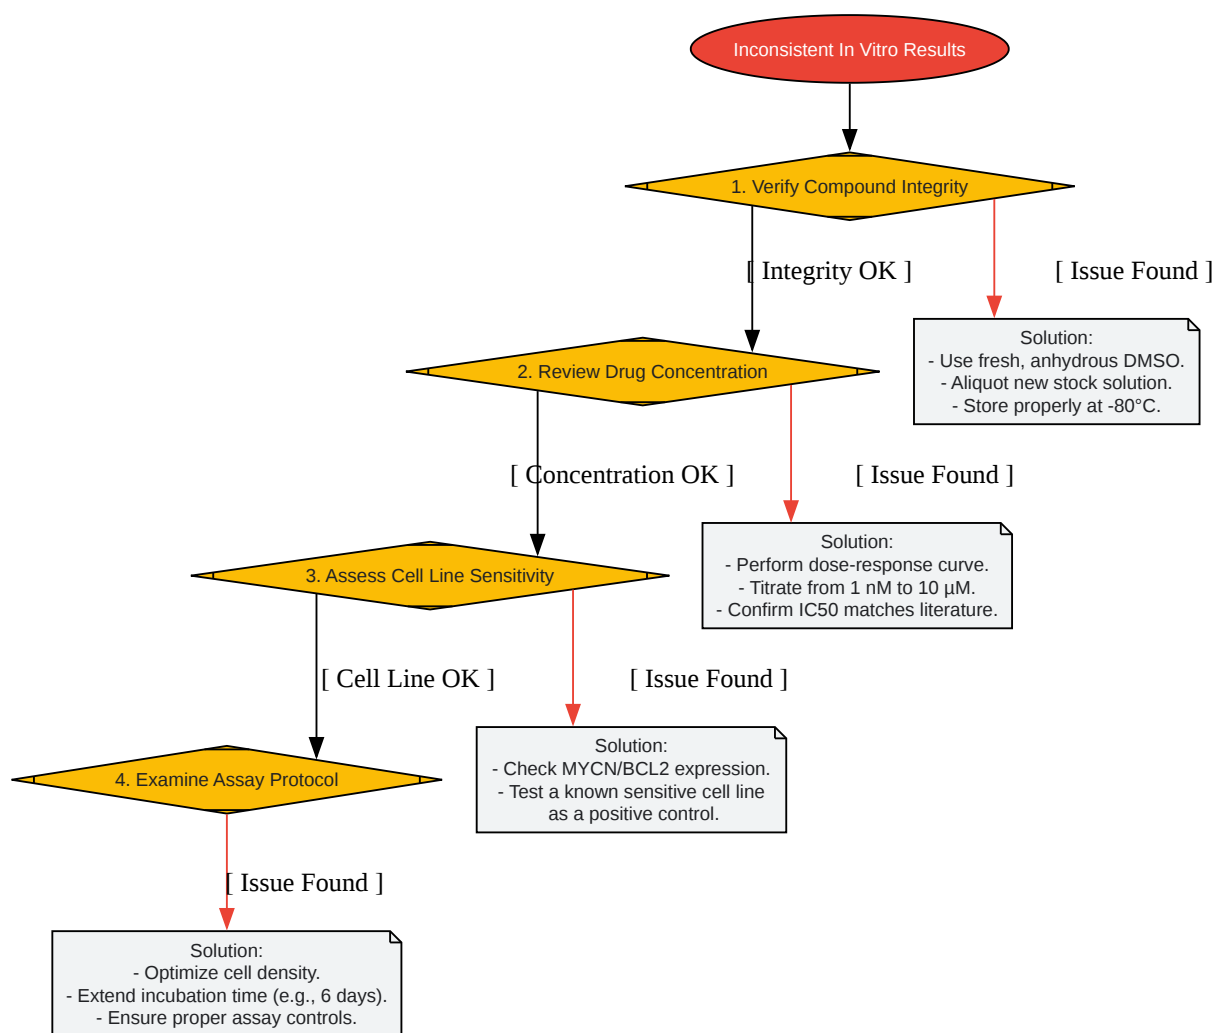 Inconsistent In Vitro Results
1. Verify Compound Integrity
[ Integrity OK ]
[ Issue Found ]
Solution:
- Use fresh, anhydrous DMSO.
- Aliquot new stock solution.
- Store properly at -80°C.
2. Review Drug Concentration
[ Concentration OK ]
[ Issue Found ]
Solution:
- Perform dose-response curve.
- Titrate from 1 nM to 10 µM.
- Confirm IC50 matches literature.
3. Assess Cell Line Sensitivity
[ Cell Line OK ]
[ Issue Found ]
Solution:
- Check MYCN/BCL2 expression.
- Test a known sensitive cell line
as a positive control.
4. Examine Assay Protocol
[ Issue Found ]
Solution:
- Optimize cell density.
- Extend incubation time (e.g., 6 days).
- Ensure proper assay controls.